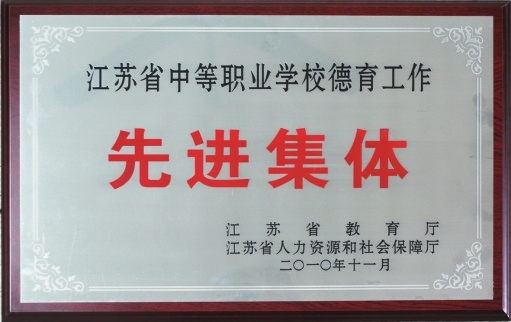 江苏省中等职业学校德育工作
先进集体
江苏省教育厅
江苏省人力资源和社会保障厅
二〇一〇年十一月